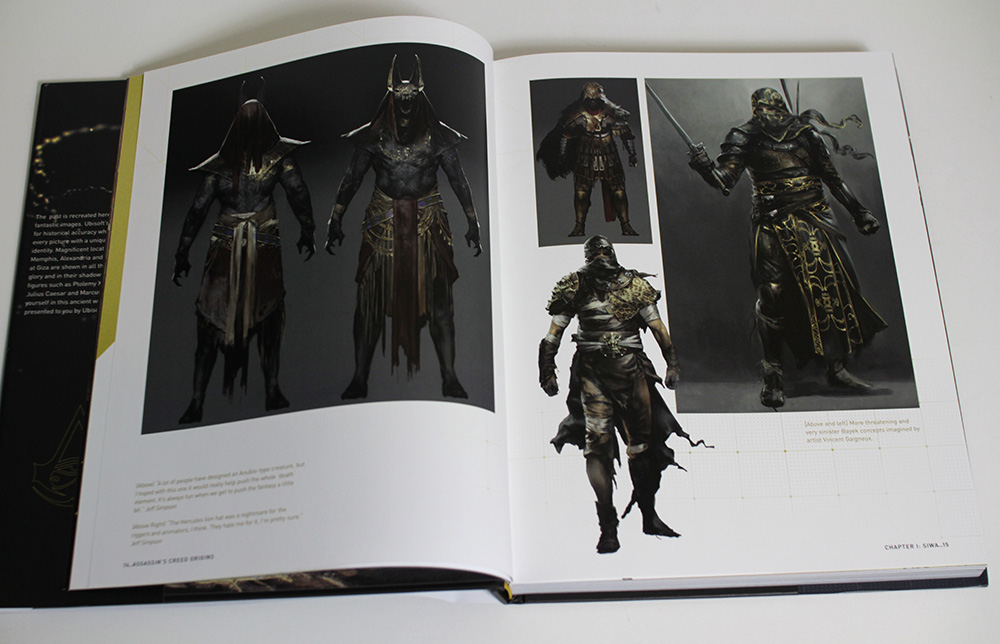 The past is recreated here
fantastic images. Ubisoft's
for historical accuracy wh
every picture with a uniqu
identity. Magnificent locat
Memphis, Alexandria and
at Giza are shown in all th
glory and in their shadow
figures such as Ptolemy
Julius Caesar and Marcu
yourself in this ancient w
presented to you by Ubis
(Above) "A lot of people have designed an Anubis-type creature, but
I hoped with this one it would really help push the whole
element. It's always fun when we get to push the fantasy a little
bit." Jeff Simpson
(Above Right) "The Hercules lion hat was a nightmare for the
riggers and animators, I think. They hate me for it, I'm pretty sure."
Jeff Simpson
14_ASSASSIN'S CREED ORIGINS
(Above and left) More threatening and
very sinister Bayek concepts imagined by
artist Vincent Gaigneux.
CHAPTER 1: SIWA_15